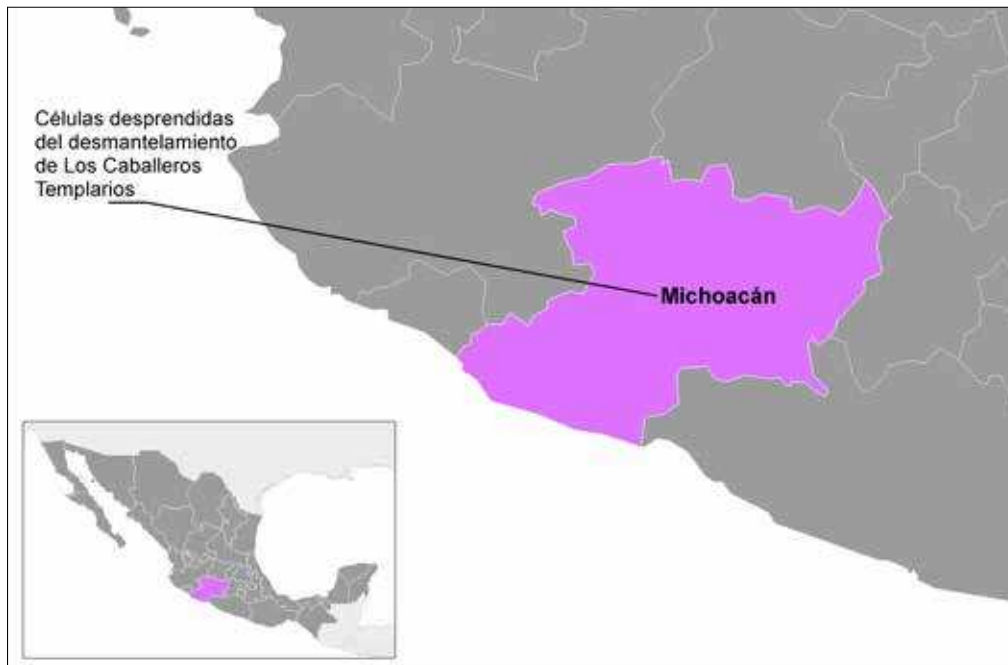 Células desprendidas
del desmantelamiento
de Los Caballeros
Templarios
Michoacán